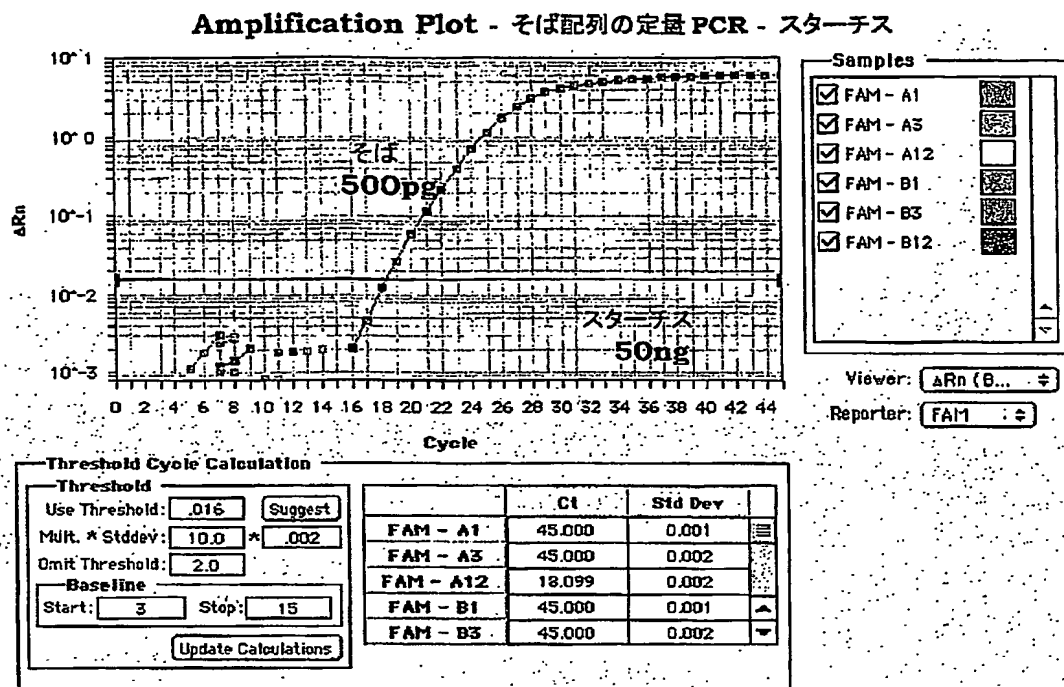 Amplification Plot - そば配列の定量 PCR - スターチス
10^1
10^0
10^-1
10^-2
10^-3
ΔRn
そば
500pg
スターチス
50ng
0 2 4 6 8 10 12 14 16 18 20 22 24 26 28 30 32 34 36 38 40 42 44
Cycle
Samples
FAM - A1
FAM - A3
FAM - A12
FAM - B1
FAM - B3
FAM - B12
Viewer: ΔRn (B...
Reporter: FAM
Threshold Cycle Calculation
Threshold
Use Threshold: .016 Suggest
Mult. * Stddev: 10.0 * .002
Omit Threshold: 2.0
Baseline
Start: 3 Stop: 15
Update Calculations
Ct Std Dev
FAM - A1 45.000 0.001
FAM - A3 45.000 0.002
FAM - A12 18.099 0.002
FAM - B1 45.000 0.001
FAM - B3 45.000 0.002